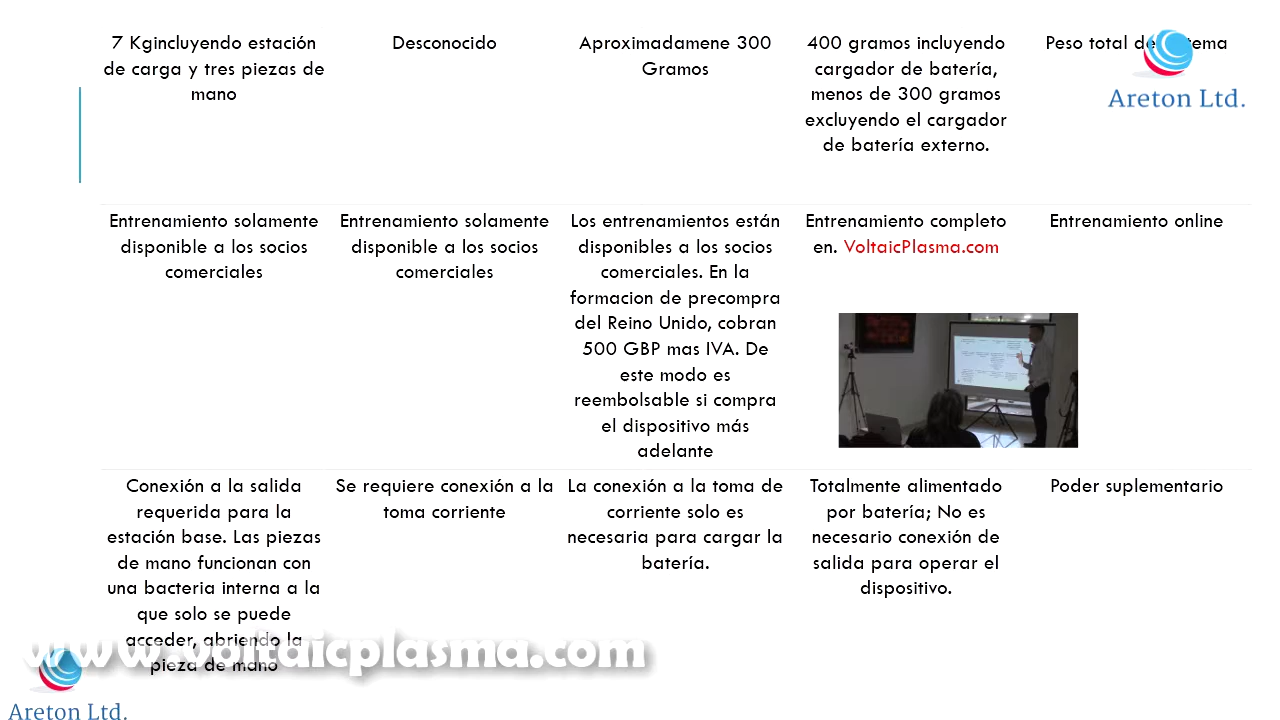 7 Kgincluyendo estación
de carga y tres piezas de
mano
Desconocido
Aproximadamene 300
Gramos
400 gramos incluyendo
cargador de batería,
menos de 300 gramos
excluyendo el cargador
de batería externo.
Peso total de
tema
Areton Ltd.
Entrenamiento solamente
disponible a los socios
comerciales
Entrenamiento solamente
disponible a los socios
comerciales
Los entrenamientos están
disponibles a los socios
comerciales. En la
formacion de precompra
del Reino Unido, cobran
500 GBP mas IVA. De
este modo es
reembolsable si compra
el dispositivo más
adelante
Entrenamiento completo
en. VoltaicPlasma.com
Entrenamiento online
Conexión a la salida
requerida para la
estación base. Las piezas
de mano funcionan con
una bacteria interna a la
que solo se puede
acceder, abriendo la
pieza de mano
Se requiere conexión a la
toma corriente
La conexión a la toma de
corriente solo es
necesaria para cargar la
batería.
Totalmente alimentado
por batería; No es
necesario conexión de
salida para operar el
dispositivo.
Poder suplementario
www.voltaicplasma.com
Areton Ltd.